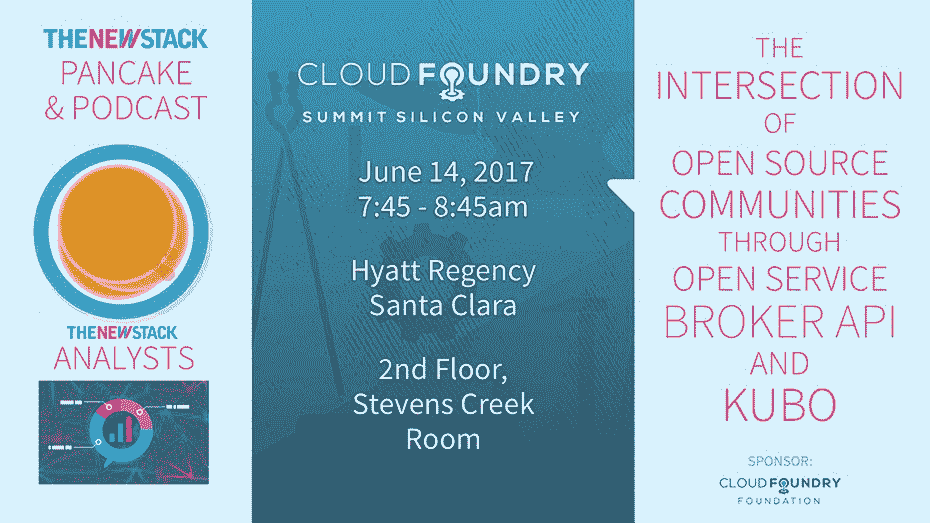 THENEWSTACK
PANCAKE
& PODCAST
THENEWSTACK
ANALYSTS
CLOUD FOUNDRY
SUMMIT SILICON VALLEY
June 14, 2017
7:45 - 8:45am
Hyatt Regency
Santa Clara
2nd Floor,
Stevens Creek
Room
THE
INTERSECTION
OF
OPEN SOURCE
COMMUNITIES
THROUGH
OPEN SERVICE
BROKER API
AND
KUBO
SPONSOR:
CLOUD FOUNDRY
FOUNDATION